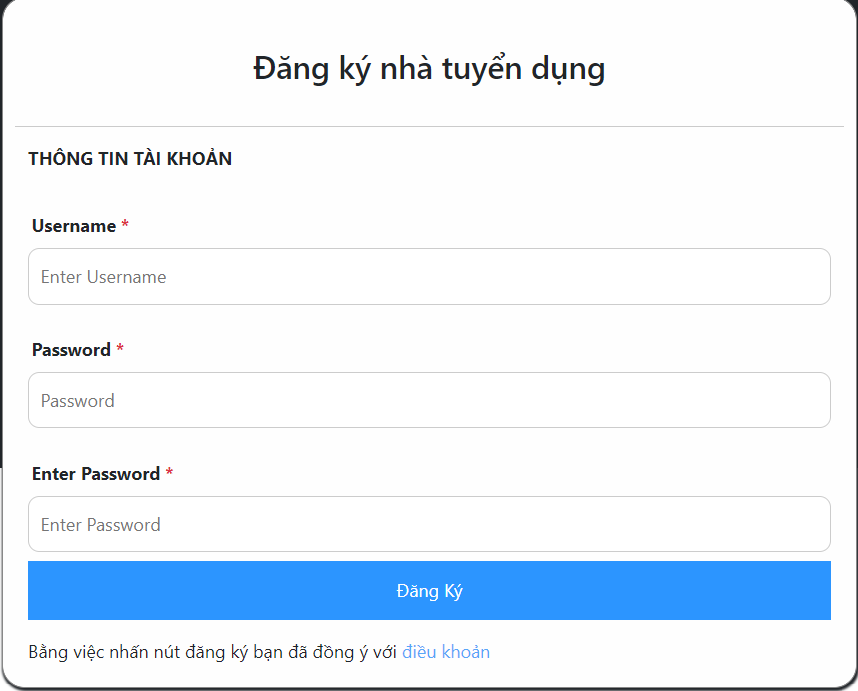 Đăng ký nhà tuyển dụng
THÔNG TIN TÀI KHOẢN
Username *
Enter Username
Password *
Password
Enter Password *
Enter Password
Đăng Ký
Bằng việc nhấn nút đăng ký bạn đã đồng ý với điều khoản